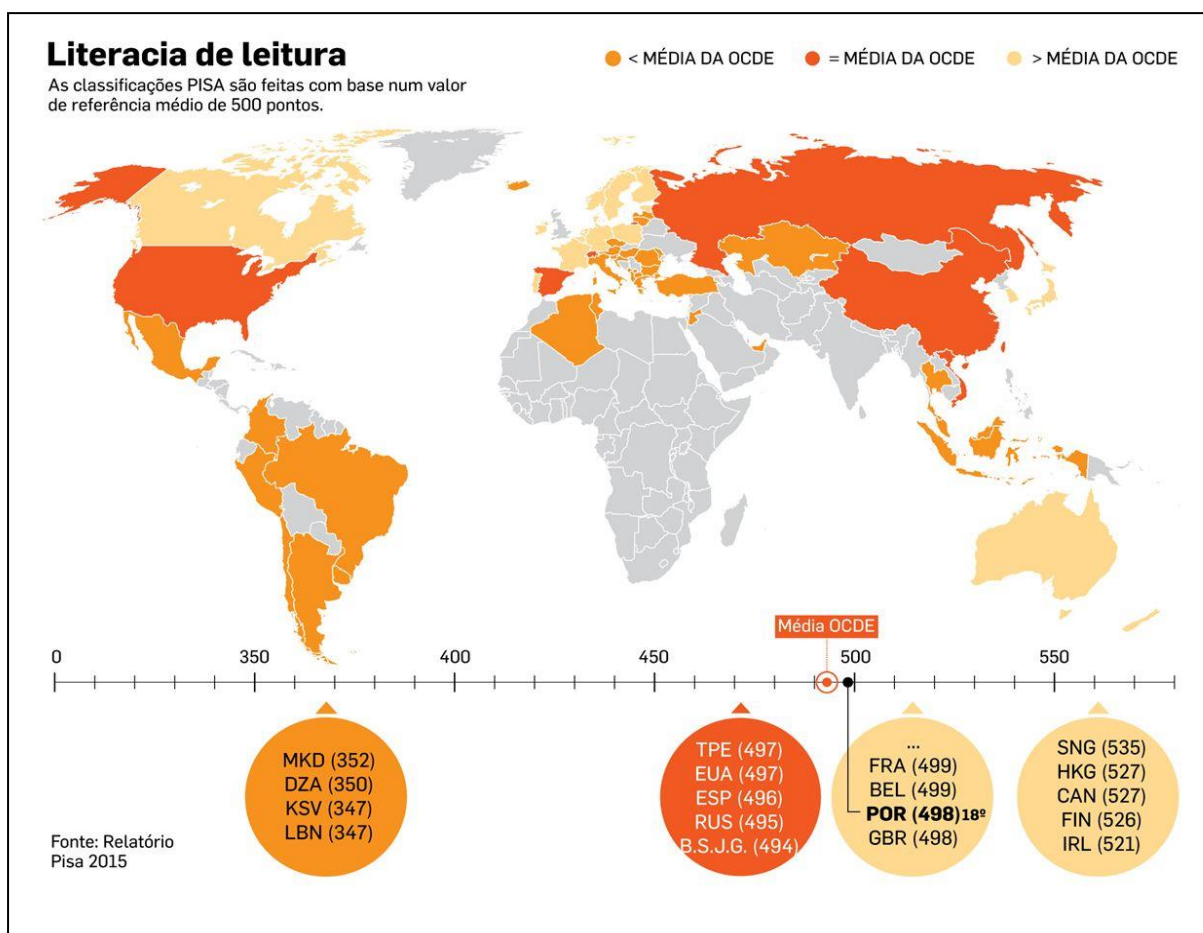 Literacia de leitura
As classificações PISA são feitas com base num valor
de referência médio de 500 pontos.
< MÉDIA DA OCDE
= MÉDIA DA OCDE
> MÉDIA DA OCDE
Média OCDE
0 350 400 450 500 550
MKD (352)
DZA (350)
KSV (347)
LBN (347)
TPE (497)
EUA (497)
ESP (496)
RUS (495)
B.S.J.G. (494)
...
FRA (499)
BEL (499)
POR (498) 18º
GBR (498)
SNG (535)
HKG (527)
CAN (527)
FIN (526)
IRL (521)
Fonte: Relatório
Pisa 2015